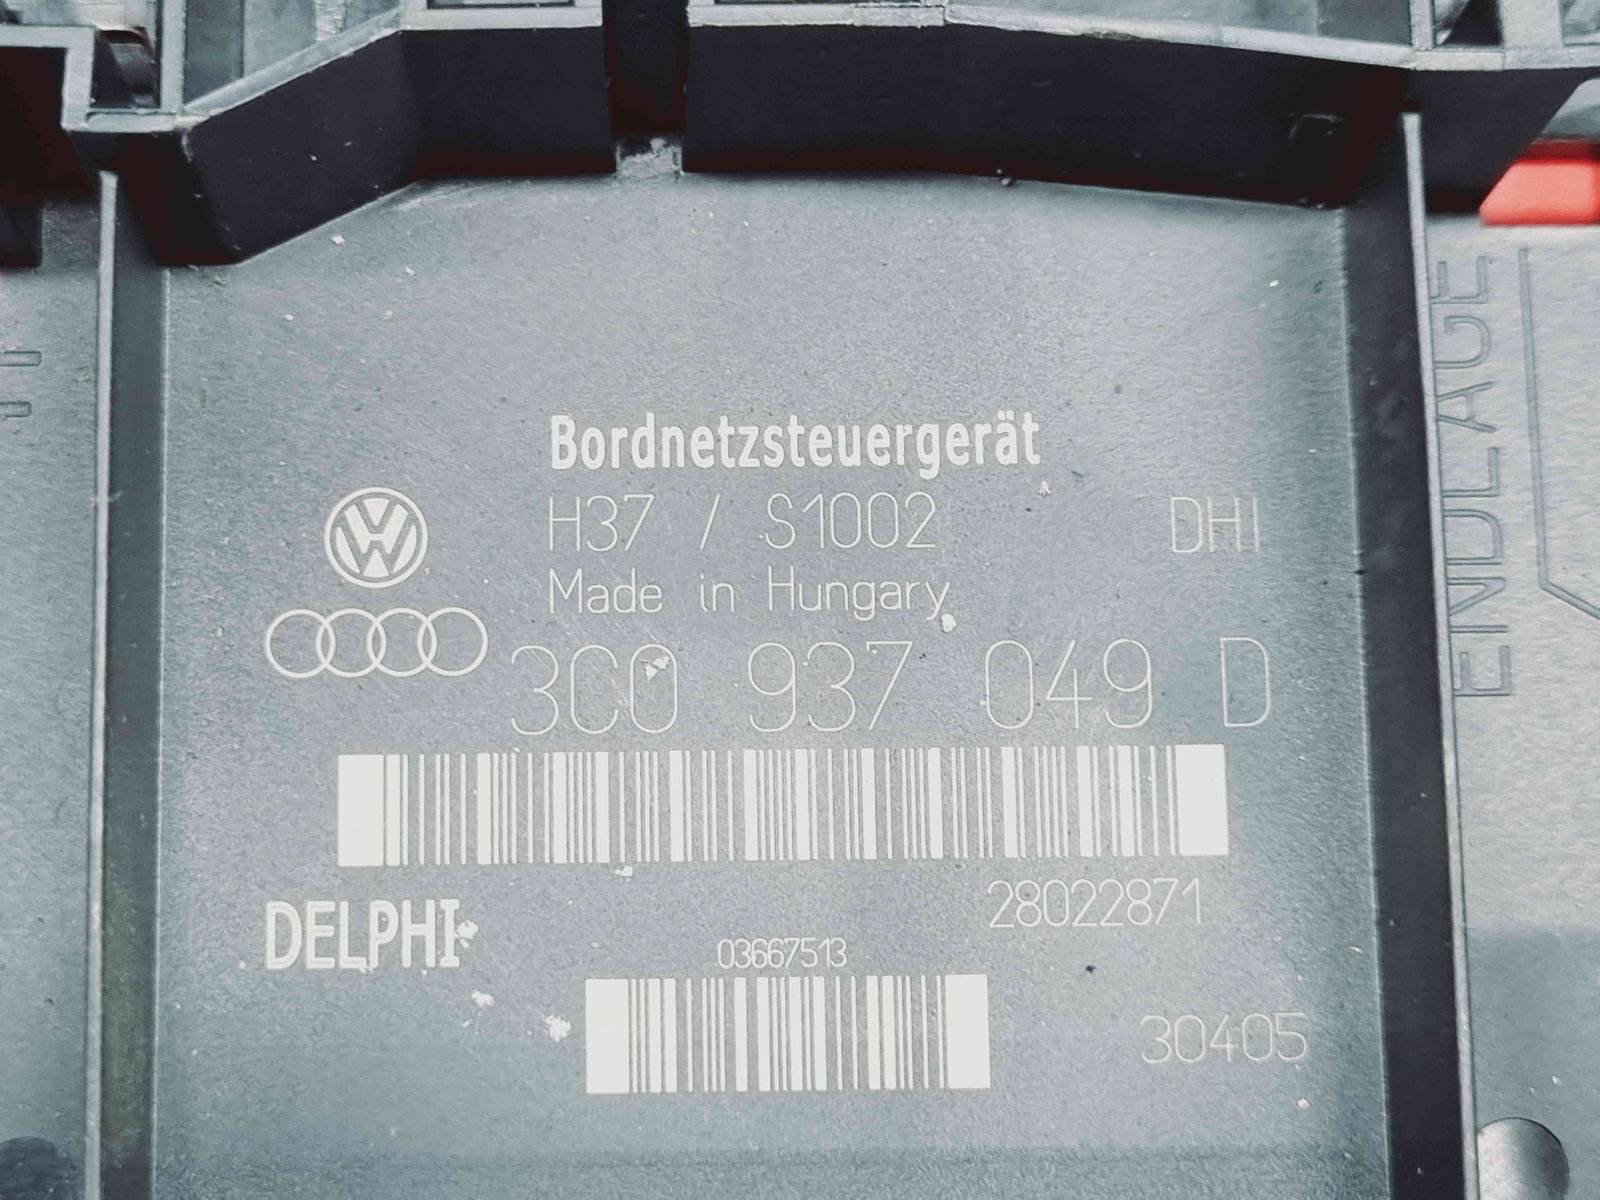 Bordnetzsteuergerät
H37 / S1002 DHI
Made in Hungary
3C0 937 049 D
28022871
DELPHI
03667513
30405
ENDLAGE